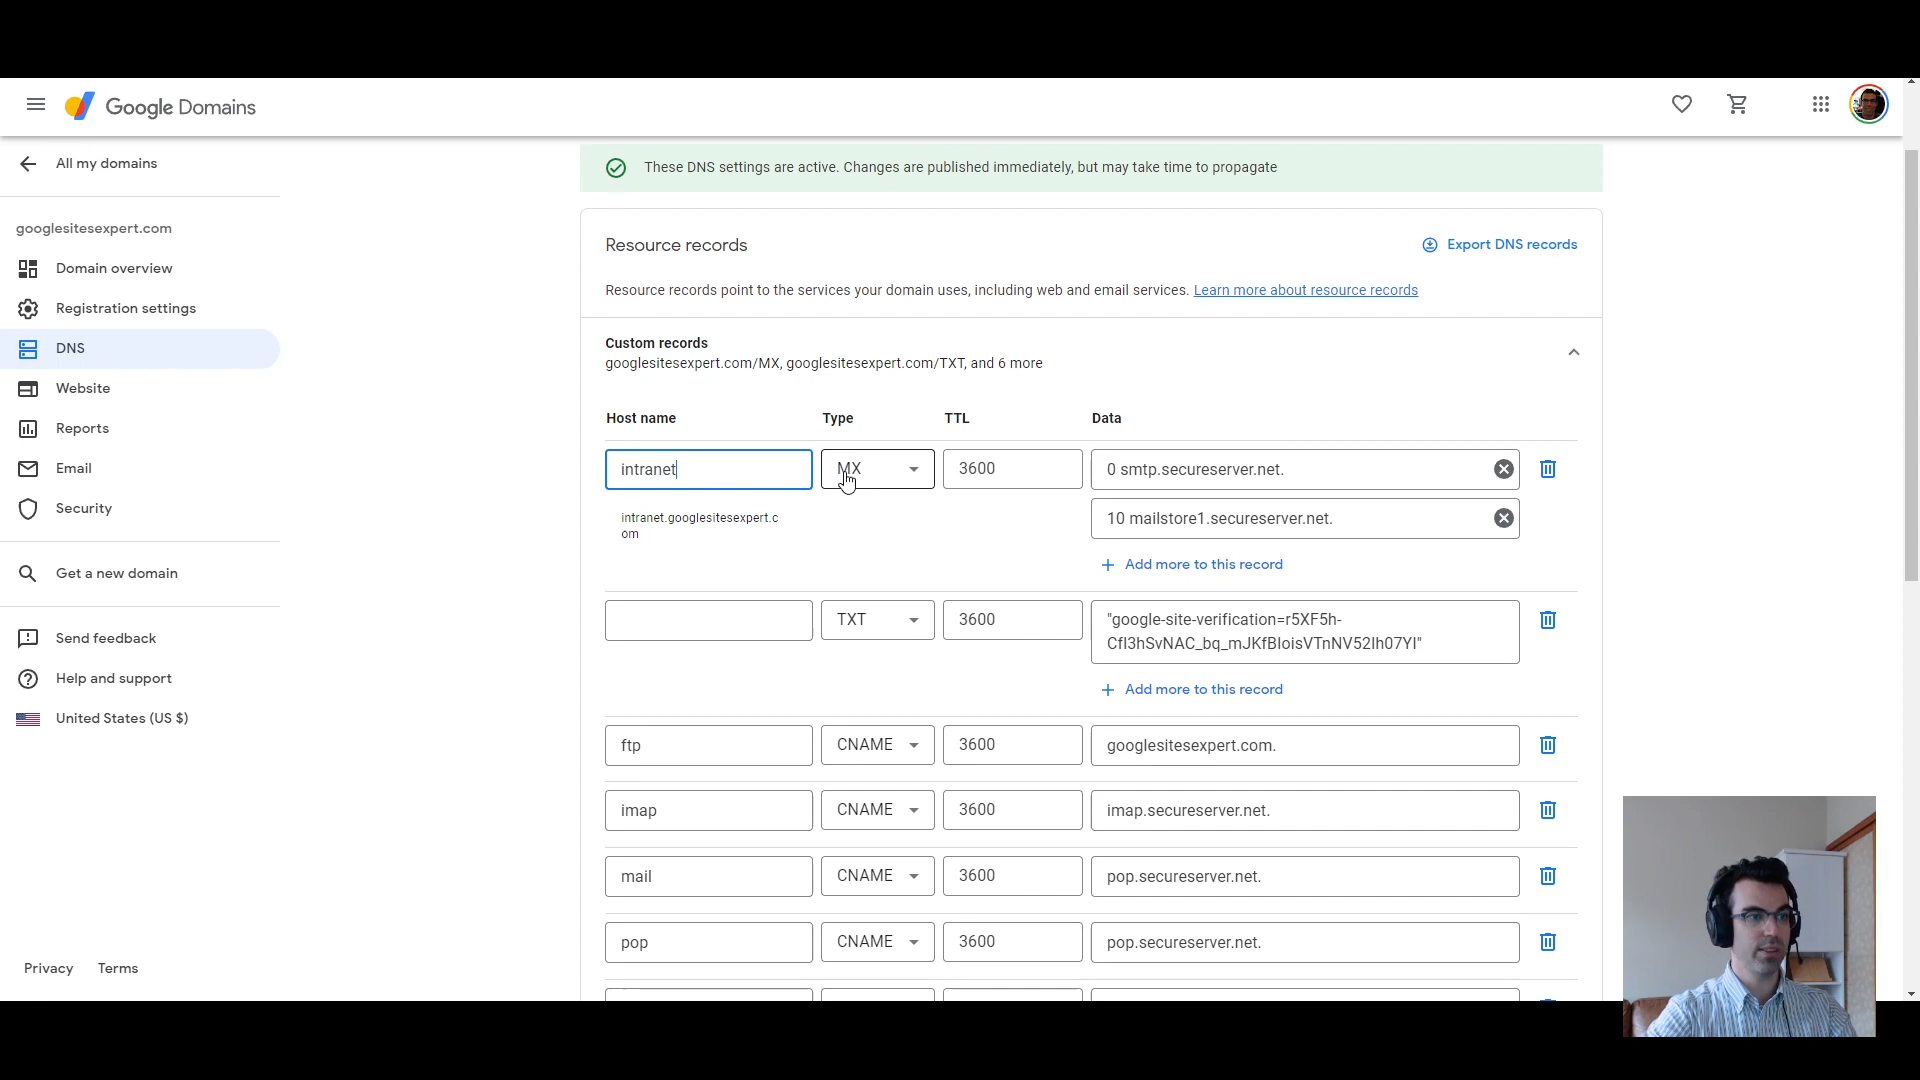 Google Domains
All my domains
These DNS settings are active. Changes are published immediately, but may take time to propagate
googlesitesexpert.com
Domain overview
Registration settings
DNS
Website
Reports
Email
Security
Get a new domain
Send feedback
Help and support
United States (US $)
Privacy Terms
Resource records
Export DNS records
Resource records point to the services your domain uses, including web and email services. Learn more about resource records
Custom records
googlesitesexpert.com/MX, googlesitesexpert.com/TXT, and 6 more
Host name Type TTL Data
intranet MX 3600 0 smtp.secureserver.net.
intranet.googlesitesexpert.c
om
10 mailstore1.secureserver.net.
Add more to this record
TXT 3600 "google-site-verification=r5XF5h-
CfI3hSvNAC_bq_mJKfBIoisVTnNV52Ih07YI"
Add more to this record
ftp CNAME 3600 googlesitesexpert.com.
imap CNAME 3600 imap.secureserver.net.
mail CNAME 3600 pop.secureserver.net.
pop CNAME 3600 pop.secureserver.net.